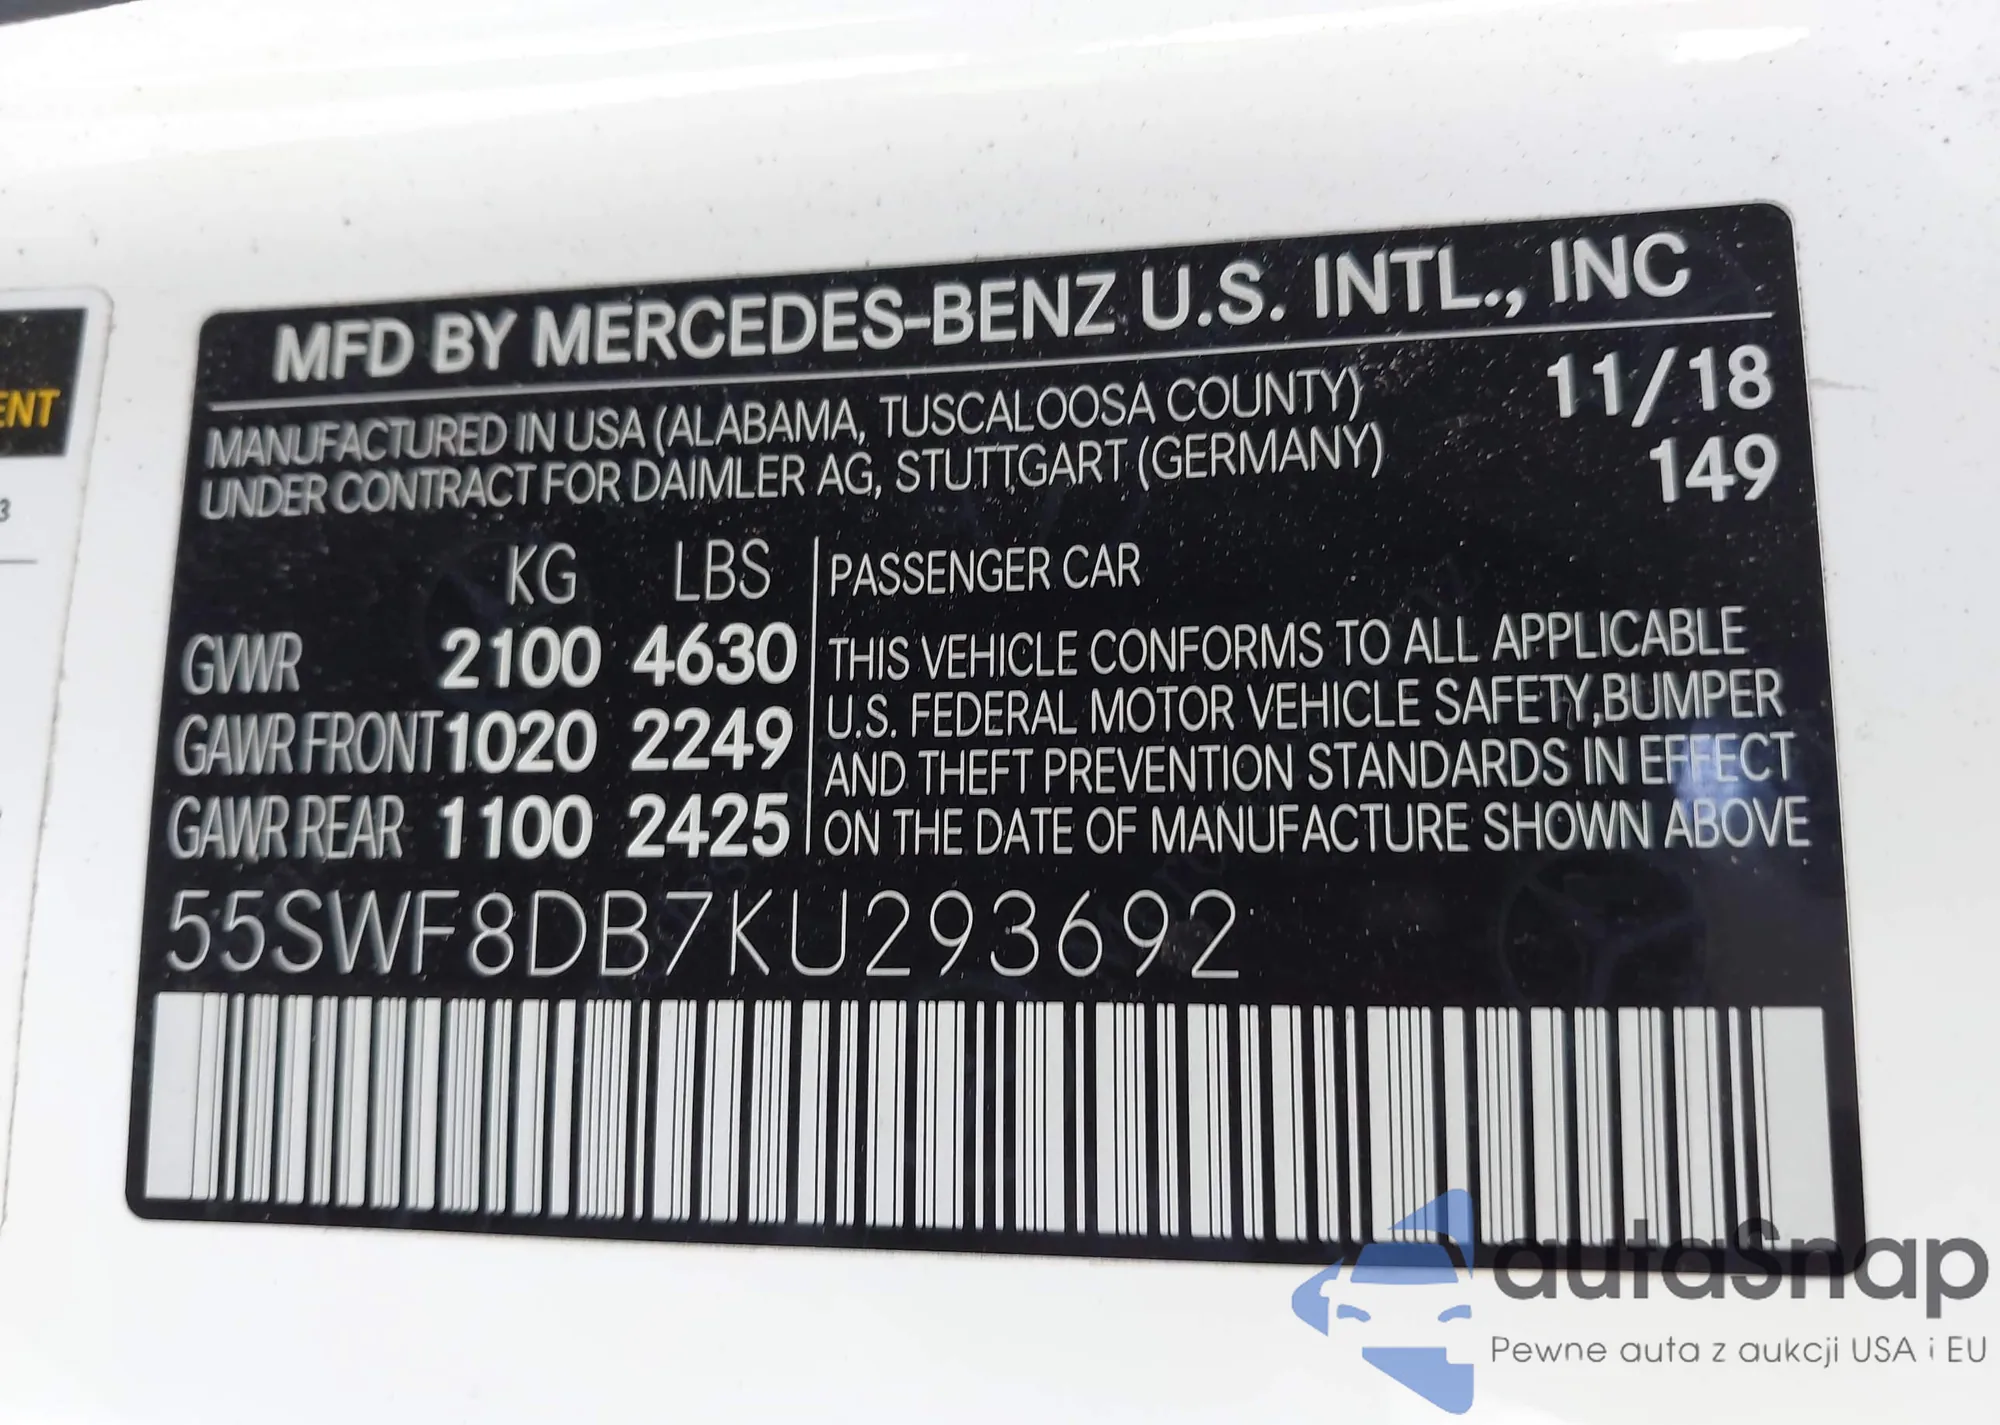 MFD BY MERCEDES-BENZ U.S. INTL., INC
MANUFACTURED IN USA (ALABAMA, TUSCALOOSA COUNTY) 11/18
UNDER CONTRACT FOR DAIMLER AG, STUTTGART (GERMANY) 149
KG LBS PASSENGER CAR
GVWR 2100 4630 THIS VEHICLE CONFORMS TO ALL APPLICABLE
GAWR FRONT 1020 2249 U.S. FEDERAL MOTOR VEHICLE SAFETY,BUMPER
AND THEFT PREVENTION STANDARDS IN EFFECT
GAWR REAR 1100 2425 ON THE DATE OF MANUFACTURE SHOWN ABOVE
55SWF8DB7KU293692
ENT
3
autaSnap
Pewne auta z aukcji USA i EU